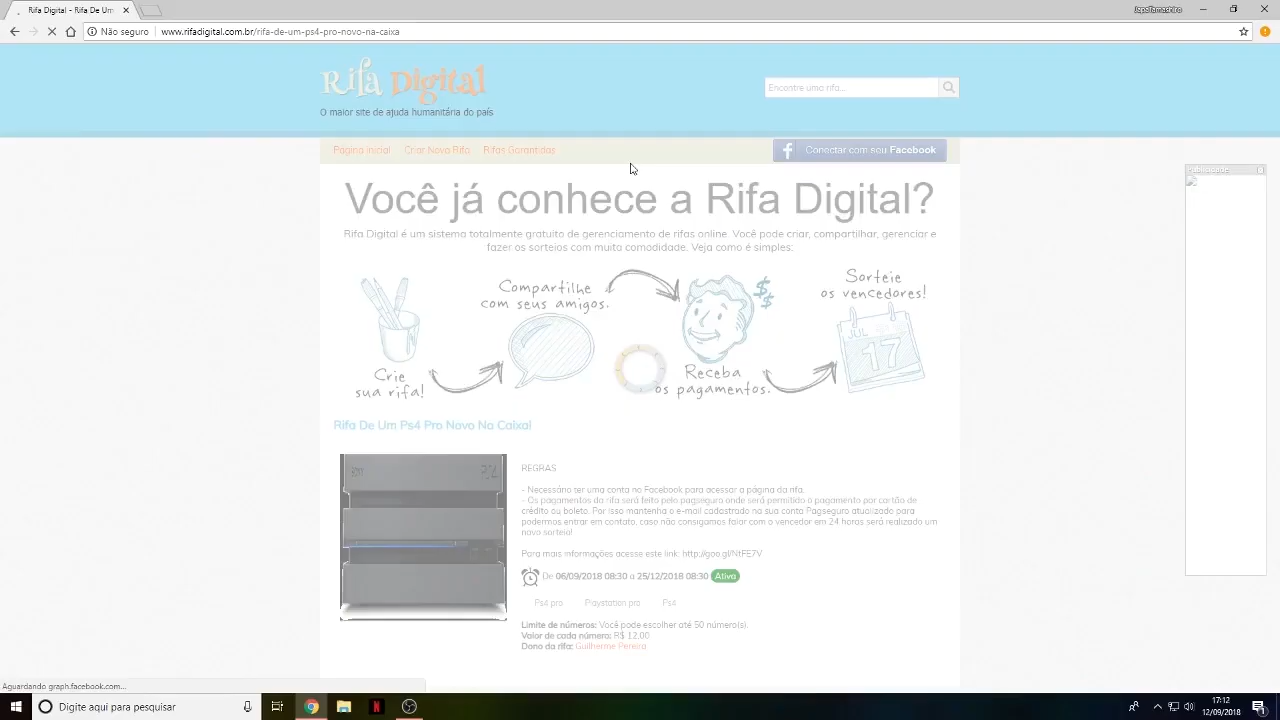 Rifa Digital - Rifa De Um
Não seguro
www.rifadigital.com.br/rifa-de-um-ps4-pro-novo-na-caixa
Rifa Digital
O maior site de ajuda humanitária do país
Encontre uma rifa...
Página Inicial Criar Nova Rifa Rifas Garantidas
Conectar com seu Facebook
Você já conhece a Rifa Digital?
Rifa Digital é um sistema totalmente gratuito de gerenciamento de rifas online. Você pode criar, compartilhar, gerenciar e
fazer os sorteios com muita comodidade. Veja como é simples:
Crie
sua rifa!
Compartilhe
com seus amigos.
$$
Receba
os pagamentos.
Sorteie
os vencedores!
JUL
17
Rifa De Um Ps4 Pro Novo Na Caixa!
REGRAS
- Necessário ter uma conta no Facebook para acessar a página da rifa.
- Os pagamentos da rifa será feito pelo pagseguro onde será permitido o pagamento por cartão de
crédito ou boleto. Por isso mantenha o e-mail cadastrado na sua conta Pagseguro atualizado para
podermos entrar em contato, caso não consigamos falar com o vencedor em 24 horas será realizado um
novo sorteio!
Para mais informações acesse este link: http://goo.gl/NtFE7V
De 06/09/2018 08:30 a 25/12/2018 08:30 Ativa
Ps4 pro Playstation pro Ps4
Limite de números: Você pode escolher até 50 número(s).
Valor de cada número: R$ 12,00
Dono da rifa: Guilherme Pereira
Aguardando graph.facebook.com...
Digite aqui para pesquisar
17:12
12/09/2018